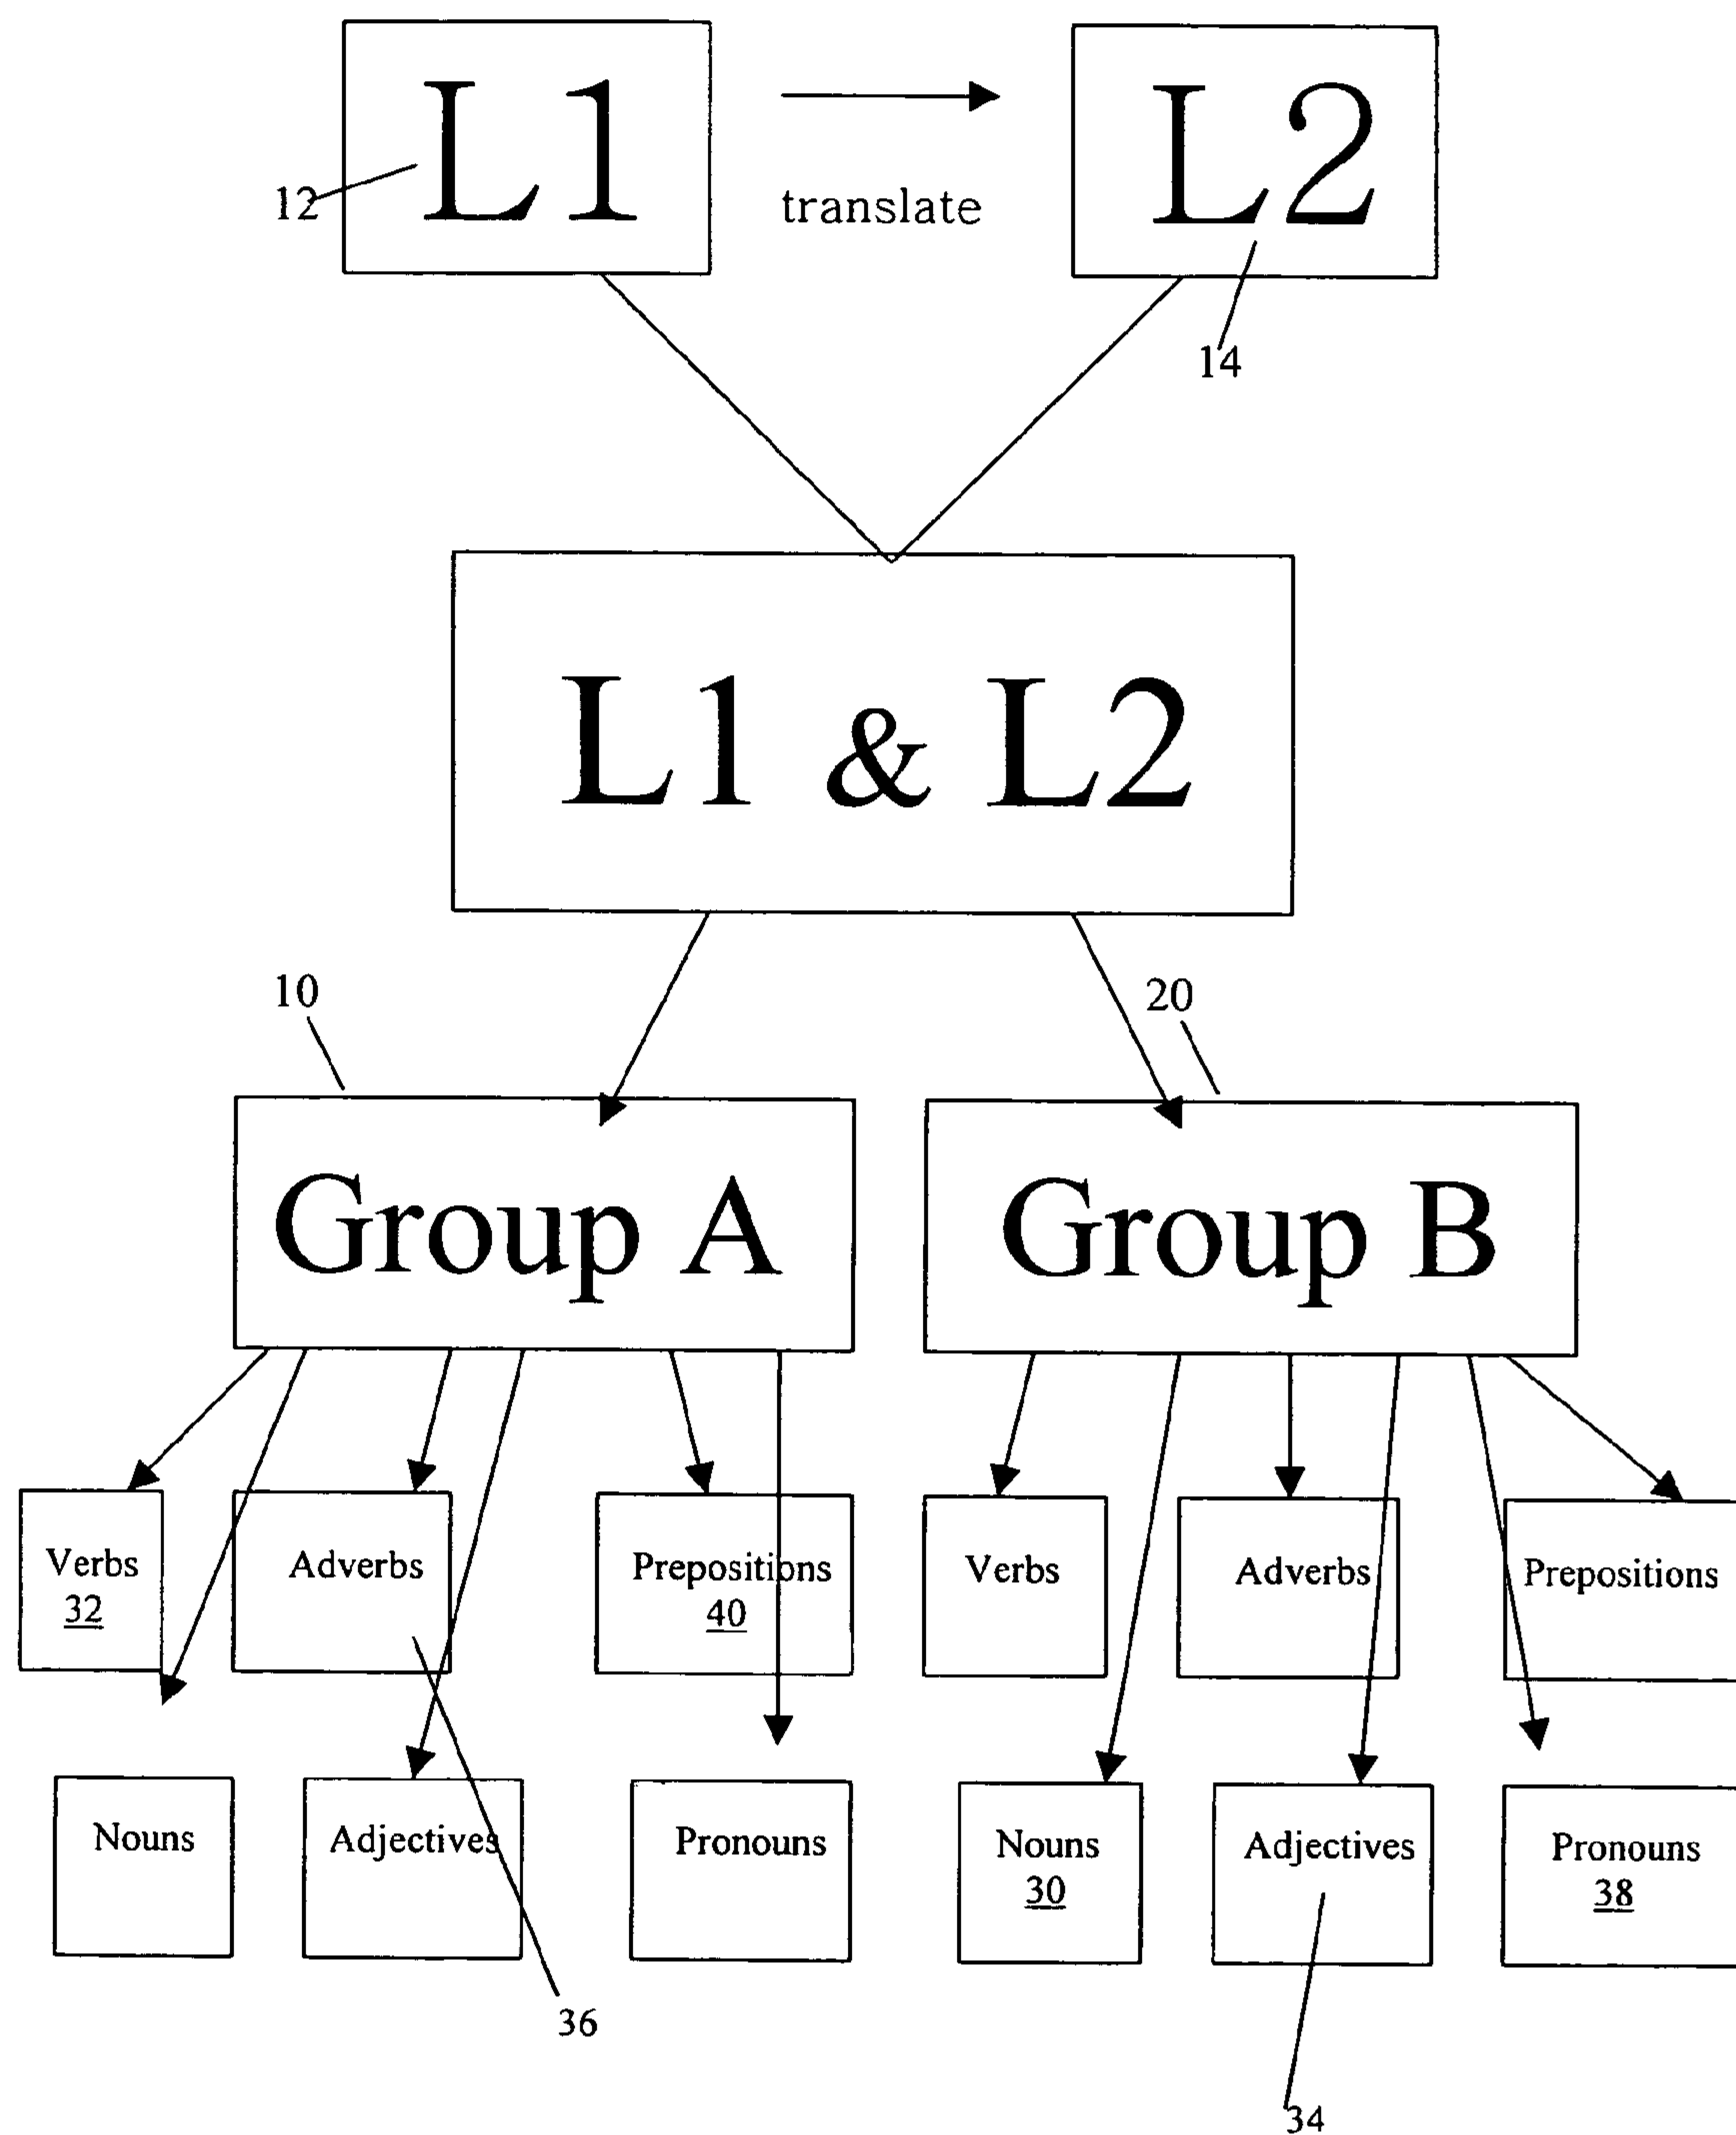 L1
L2
12
translate
14
L1 & L2
10
20
Group A
Group B
Verbs
32
Adverbs
Prepositions
40
Verbs
Adverbs
Prepositions
Nouns
Adjectives
Pronouns
Nouns
30
Adjectives
Pronouns
38
36
34